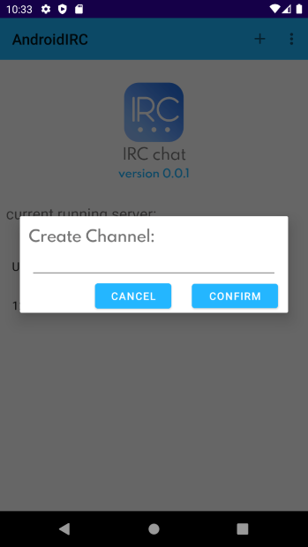 10:33
AndroidIRC
IRC
IRC chat
version 0.0.1
current running server:
Create Channel:
CANCEL
CONFIRM